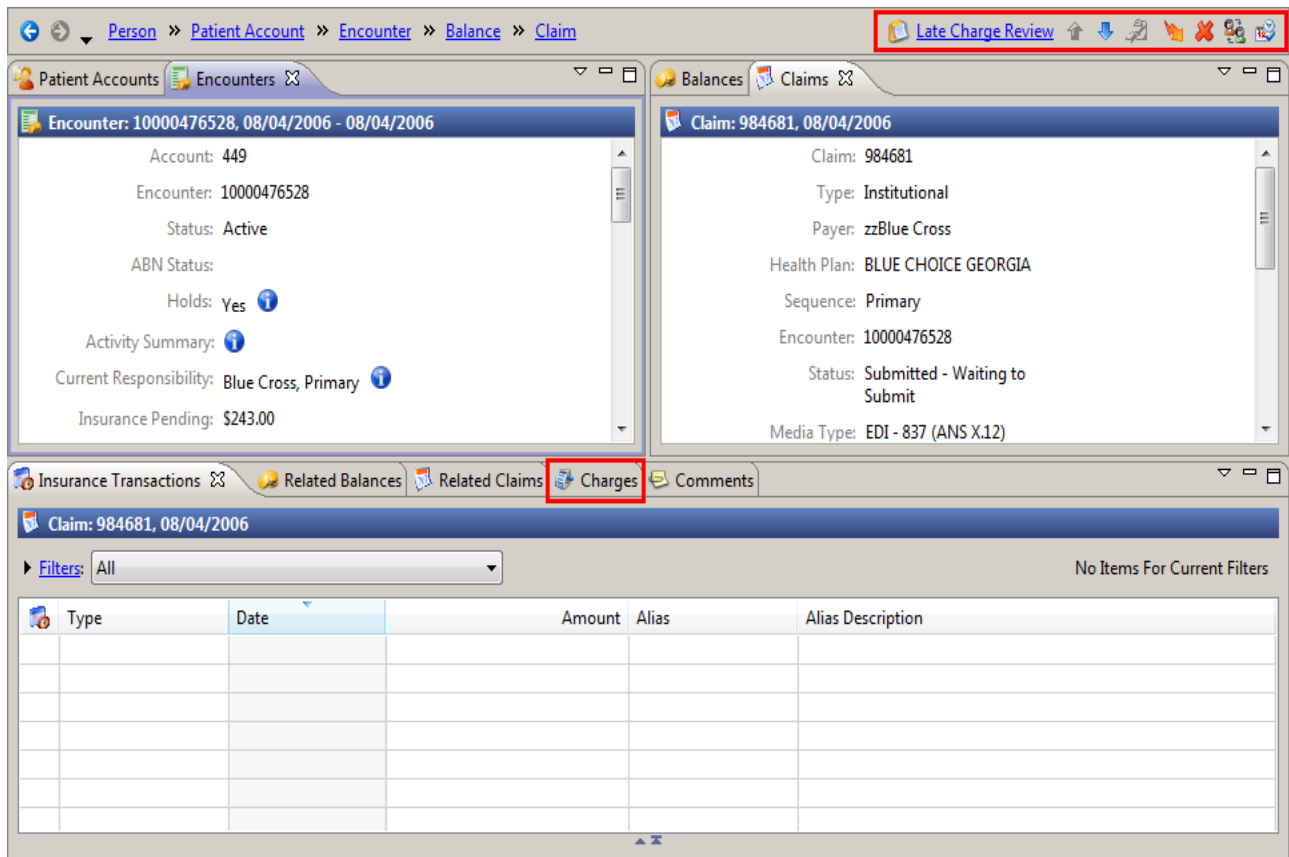 Person » Patient Account » Encounter » Balance » Claim
Late Charge Review
Patient Accounts Encounters
Encounter: 10000476528, 08/04/2006 - 08/04/2006
Account: 449
Encounter: 10000476528
Status: Active
ABN Status:
Holds: Yes
Activity Summary:
Current Responsibility: Blue Cross, Primary
Insurance Pending: $243.00
Balances Claims
Claim: 984681, 08/04/2006
Claim: 984681
Type: Institutional
Payer: zzBlue Cross
Health Plan: BLUE CHOICE GEORGIA
Sequence: Primary
Encounter: 10000476528
Status: Submitted - Waiting to
Submit
Media Type: EDI - 837 (ANS X.12)
Insurance Transactions Related Balances Related Claims Charges Comments
Claim: 984681, 08/04/2006
Filters: All No Items For Current Filters
Type Date Amount Alias Alias Description